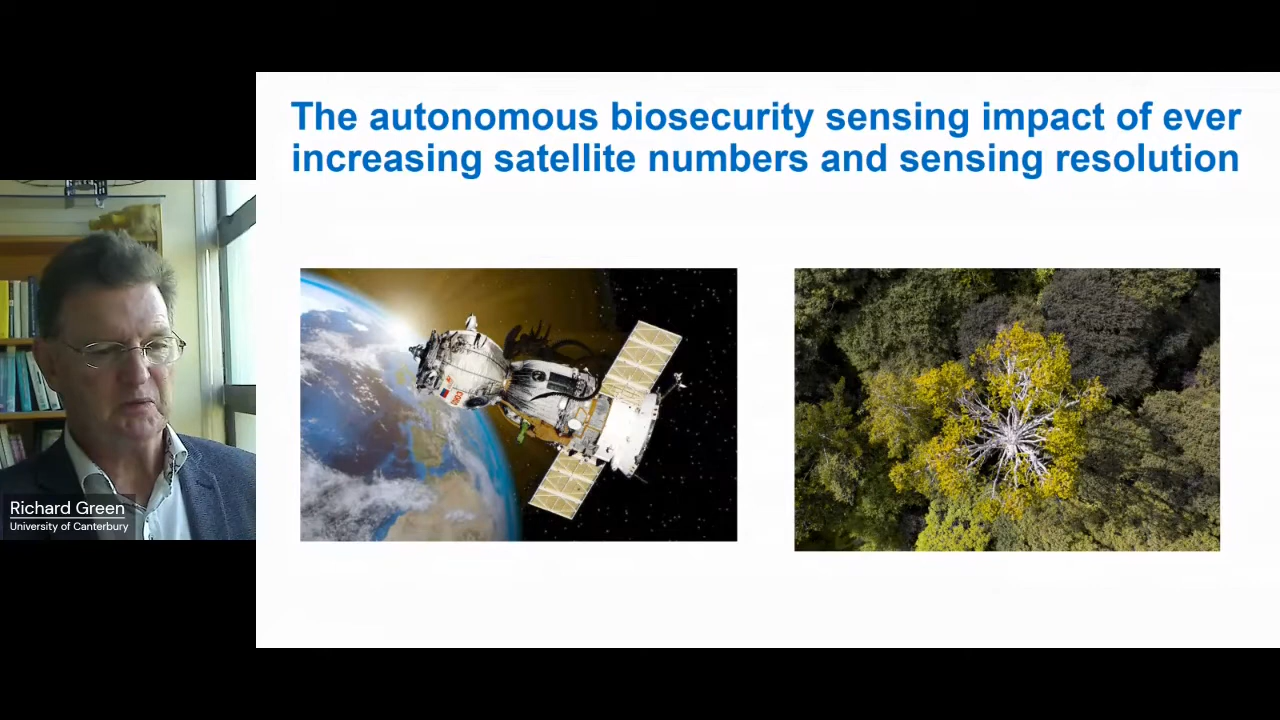 The autonomous biosecurity sensing impact of ever
increasing satellite numbers and sensing resolution
Richard Green
University of Canterbury